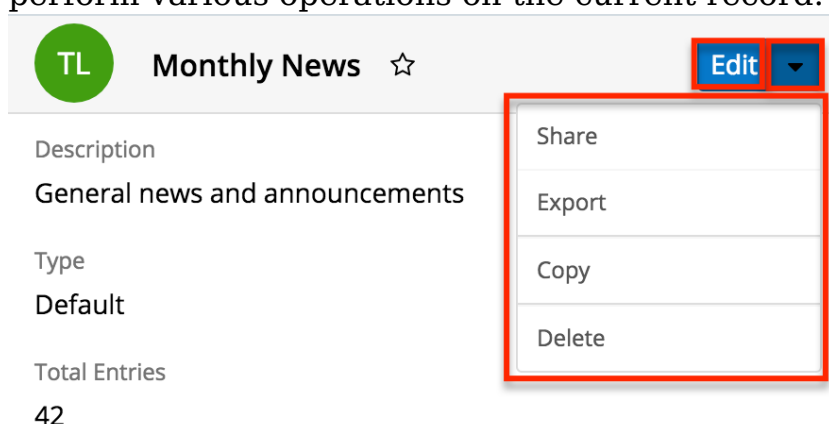 perform various operations on the current record.
TL Monthly News Edit
Share
Description
General news and announcements
Export
Type
Copy
Default
Delete
Total Entries
42